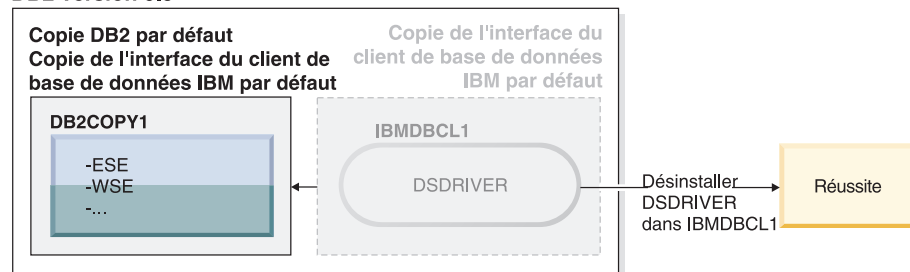 Copie DB2 par défaut
Copie de l'interface du client de
base de données IBM par défaut
Copie de l'interface du
client de base de données
IBM par défaut
DB2COPY1
-ESE
-WSE
-...
IBMDBCL1
DSDRIVER
Désinstaller
DSDRIVER
dans IBMDBCL1
Réussite